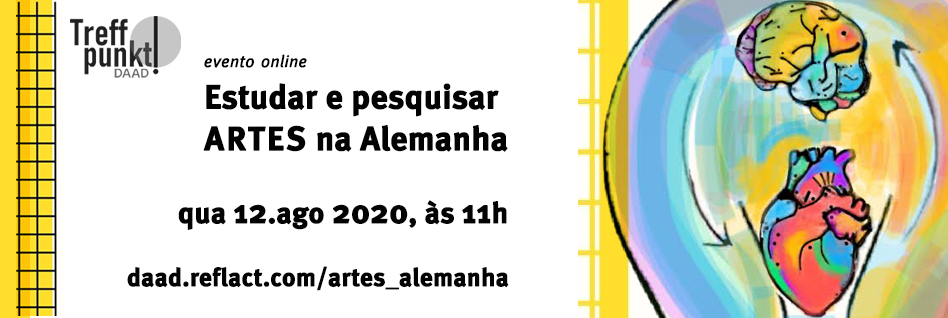 Treff
punkt!
DAAD
evento online
Estudar e pesquisar
ARTES na Alemanha
qua 12.ago 2020, às 11h
daad.reflact.com/artes_alemanha